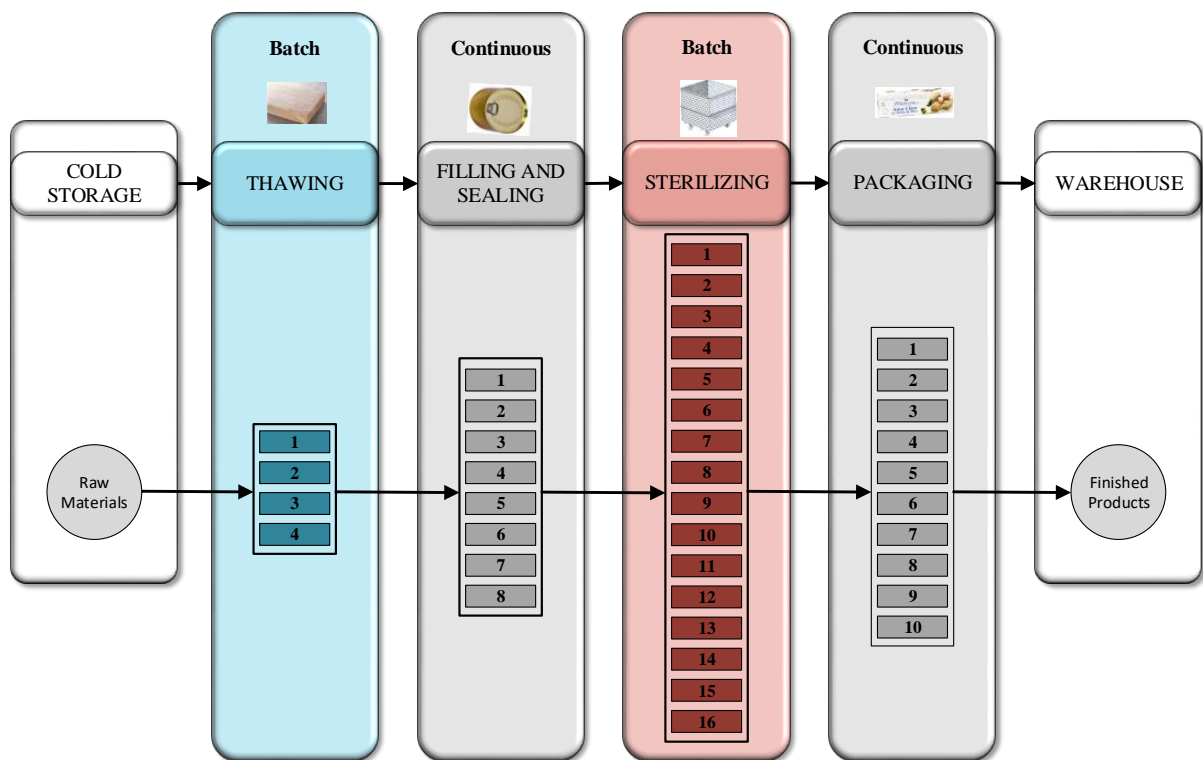 Batch
Continuous
Batch
Continuous
COLD
STORAGE
THAWING
FILLING AND
SEALING
STERILIZING
PACKAGING
WAREHOUSE
Raw
Materials
1
2
3
4
1
2
3
4
5
6
7
8
1
2
3
4
5
6
7
8
9
10
11
12
13
14
15
16
1
2
3
4
5
6
7
8
9
10
Finished
Products